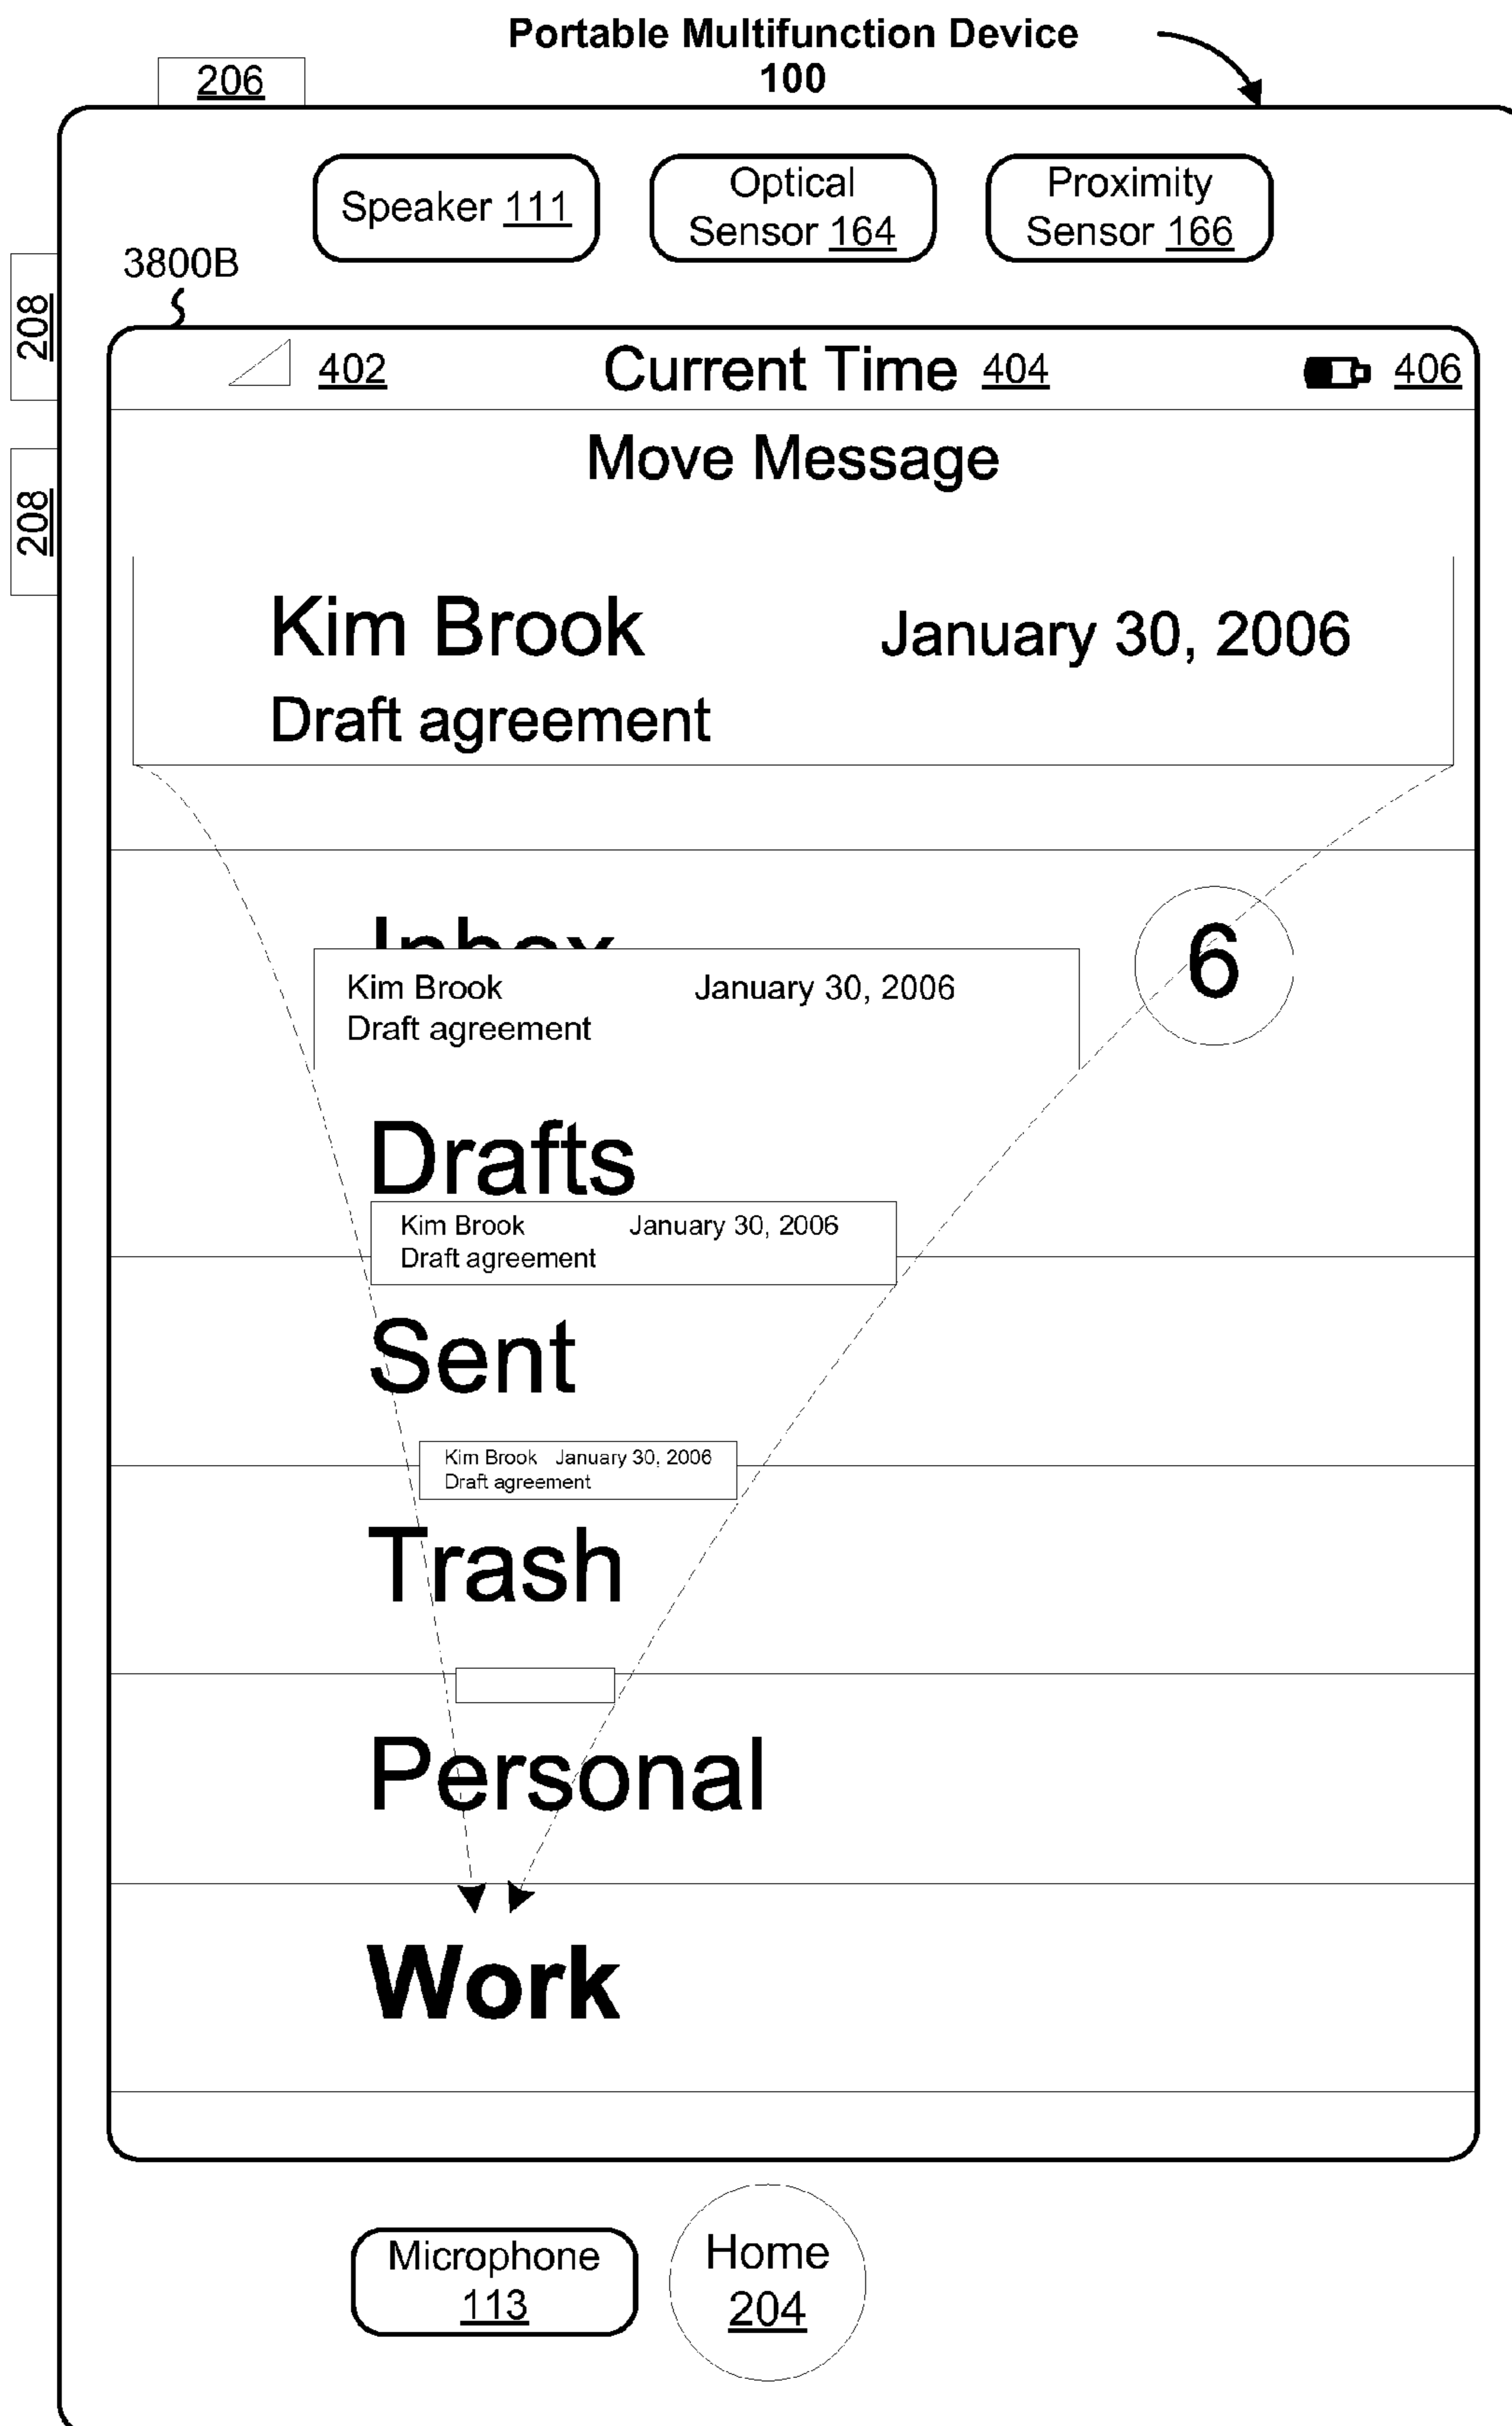 Portable Multifunction Device
100
206
Speaker 111
Optical
Sensor 164
Proximity
Sensor 166
3800B
208
208
402
Current Time 404
406
Move Message
Kim Brook January 30, 2006
Draft agreement
Inbox
6
Kim Brook January 30, 2006
Draft agreement
Drafts
Kim Brook January 30, 2006
Draft agreement
Sent
Kim Brook January 30, 2006
Draft agreement
Trash
Personal
Work
Microphone
113
Home
204